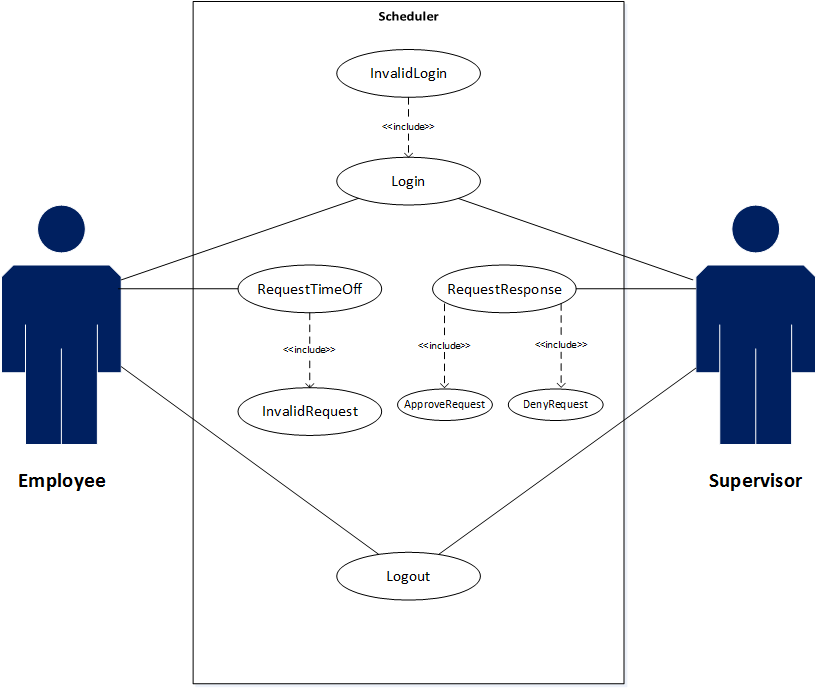 Scheduler
InvalidLogin
<<include>>
Login
RequestTimeOff
RequestResponse
<<include>>
<<include>>
<<include>>
InvalidRequest
ApproveRequest
DenyRequest
Employee
Supervisor
Logout